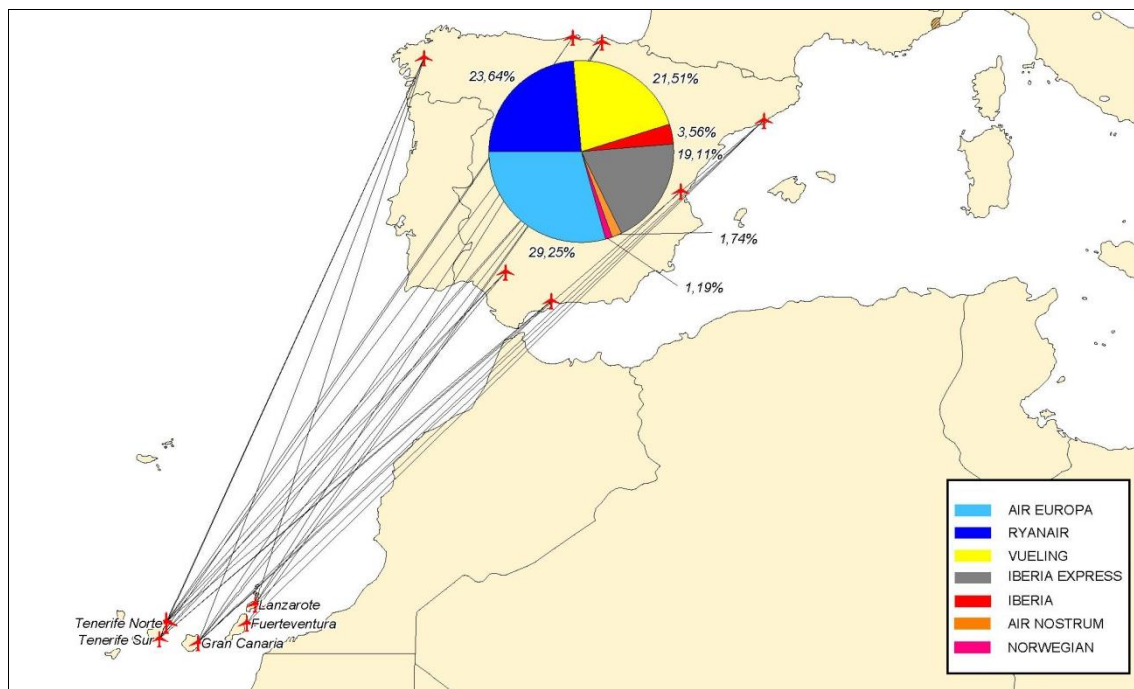 23,64%
21,51%
3,56%
19,11%
1,74%
29,25%
1,19%
Lanzarote
Tenerife Norte
Fuerteventura
Tenerife Sur
Gran Canaria
AIR EUROPA
RYANAIR
VUELING
IBERIA EXPRESS
IBERIA
AIR NOSTRUM
NORWEGIAN